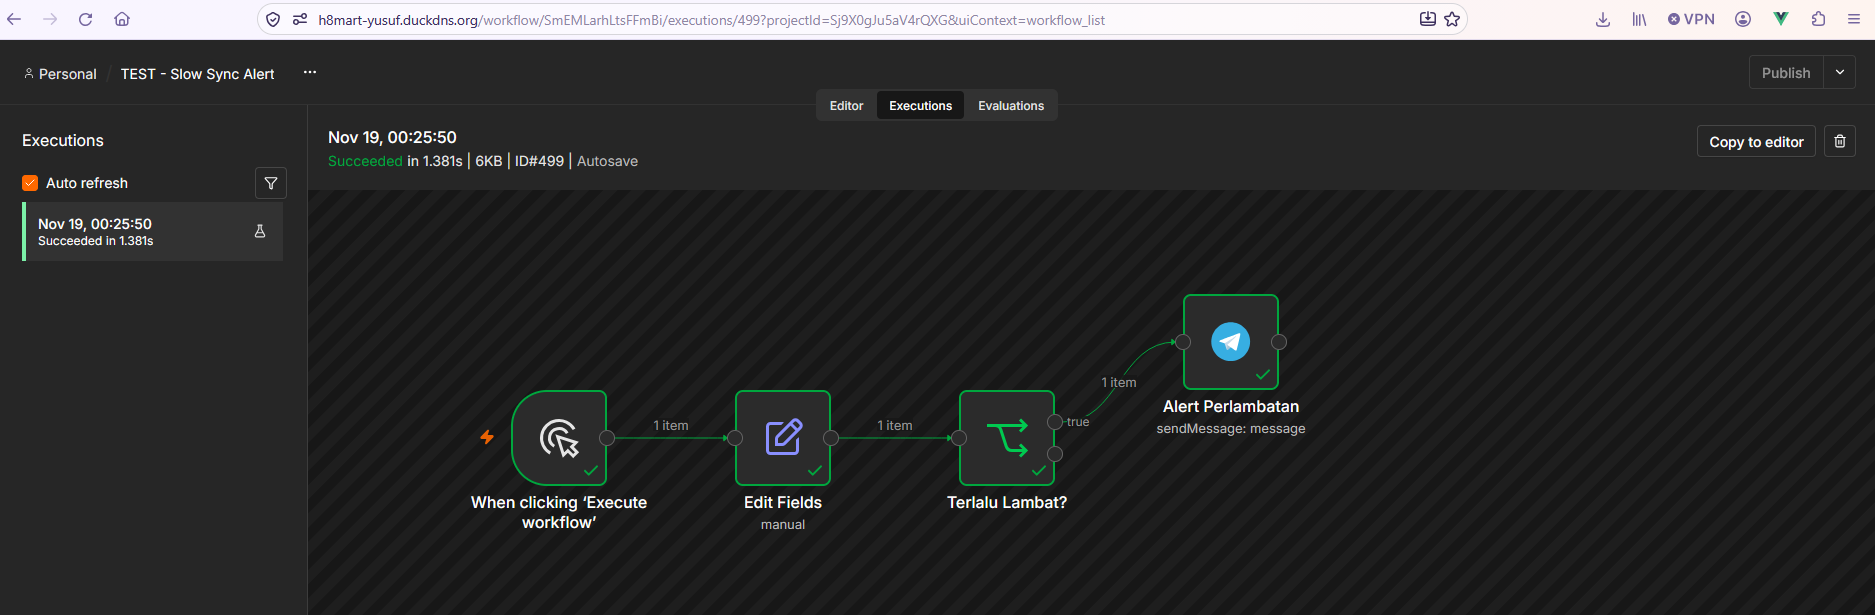 h8mart-yusuf.duckdns.org/workflow/SmEMLarhLtsFFmBi/executions/499?projectId=Sj9X0gJu5aV4rQXG&uiContext=workflow_list
VPN
Personal / TEST - Slow Sync Alert ...
Publish
Editor Executions Evaluations
Executions
Auto refresh
Nov 19, 00:25:50
Succeeded in 1.381s
Nov 19, 00:25:50
Succeeded in 1.381s | 6KB | ID#499 | Autosave
Copy to editor
1 item
1 item
1 item
true
When clicking ‘Execute
workflow’
Edit Fields
manual
Terlalu Lambat?
Alert Perlambatan
sendMessage: message